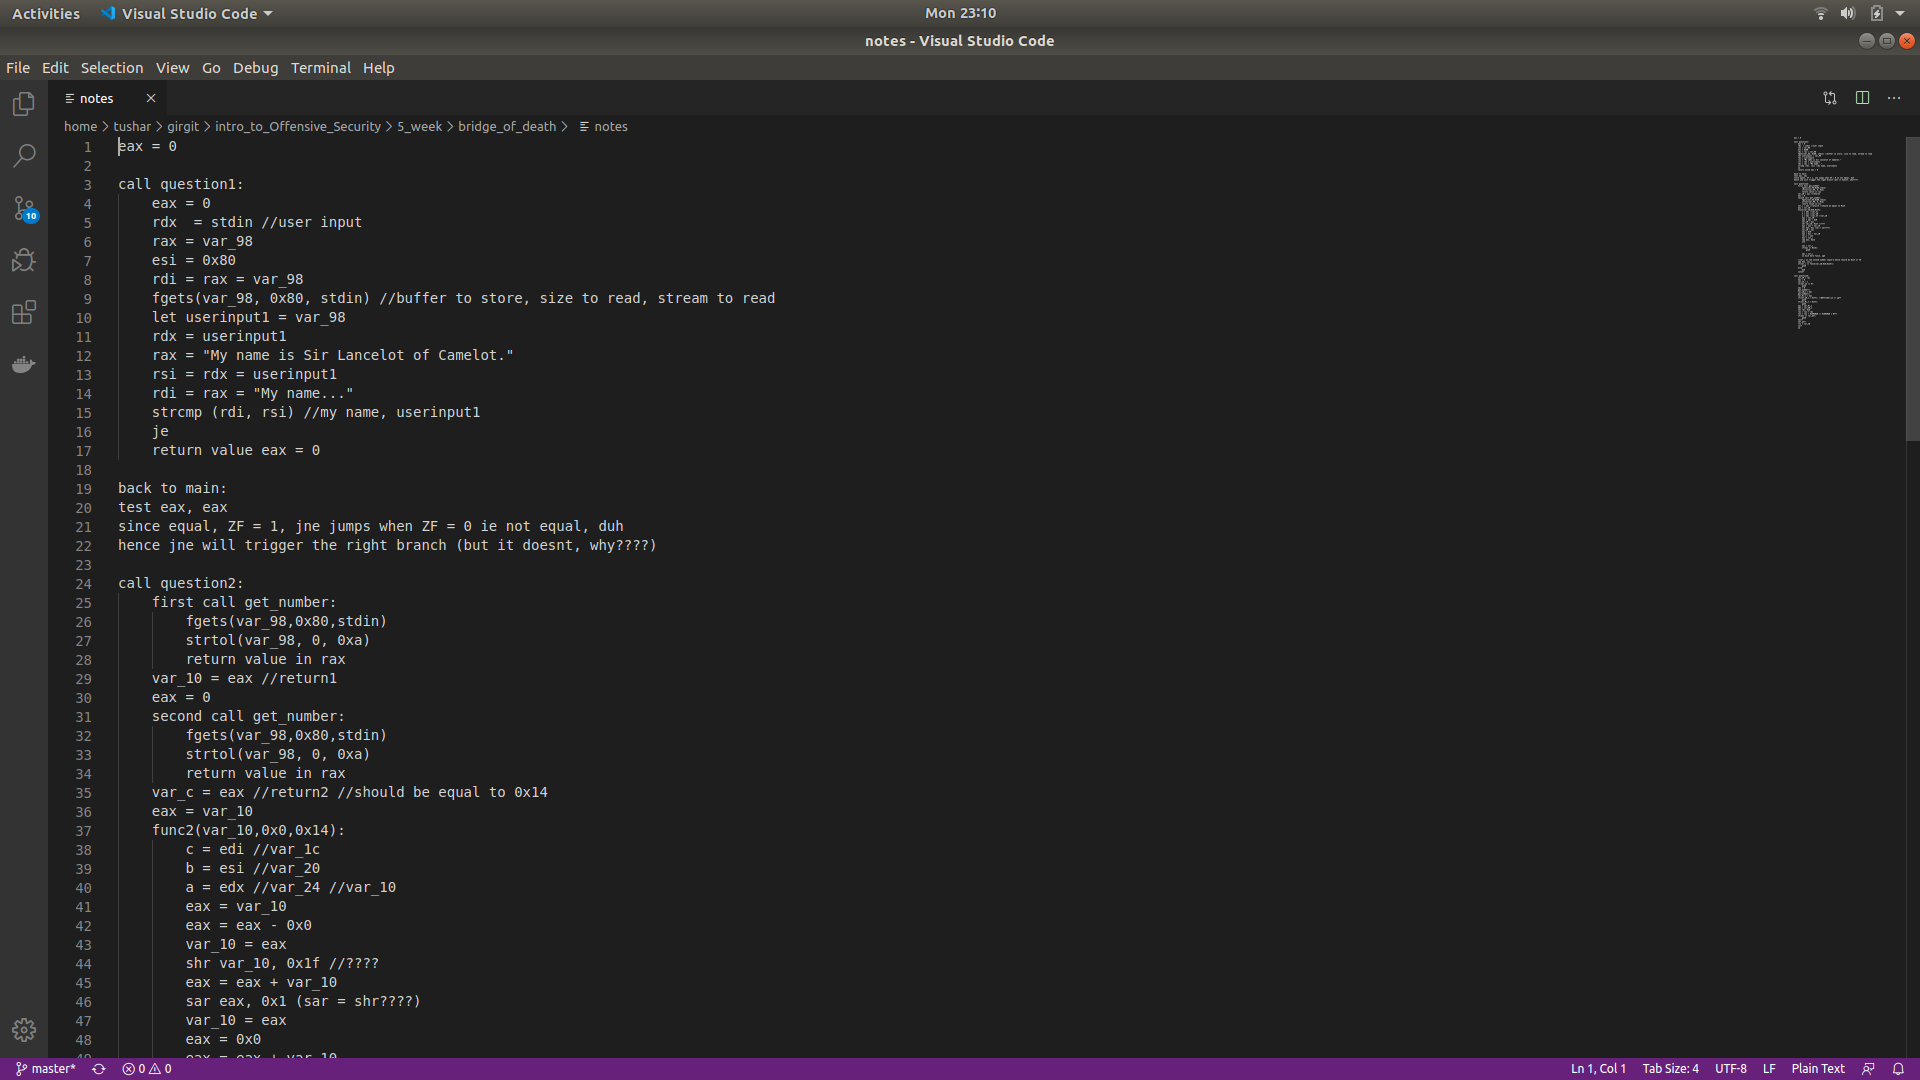 Activities Visual Studio Code Mon 23:10
notes - Visual Studio Code
File Edit Selection View Go Debug Terminal Help
notes
home > tushar > girgit > intro_to_Offensive_Security > 5_week > bridge_of_death > notes
1 eax = 0
2
3 call question1:
4 eax = 0
5 rdx  = stdin //user input
6 rax = var_98
7 esi = 0x80
8 rdi = rax = var_98
9 fgets(var_98, 0x80, stdin) //buffer to store, size to read, stream to read
10 let userinput1 = var_98
11 rdx = userinput1
12 rax = "My name is Sir Lancelot of Camelot."
13 rsi = rdx = userinput1
14 rdi = rax = "My name..."
15 strcmp (rdi, rsi) //my name, userinput1
16 je
17 return value eax = 0
18
19 back to main:
20 test eax, eax
21 since equal, ZF = 1, jne jumps when ZF = 0 ie not equal, duh
22 hence jne will trigger the right branch (but it doesnt, why????)
23
24 call question2:
25 first call get_number:
26 fgets(var_98,0x80,stdin)
27 strtol(var_98, 0, 0xa)
28 return value in rax
29 var_10 = eax //return1
30 eax = 0
31 second call get_number:
32 fgets(var_98,0x80,stdin)
33 strtol(var_98, 0, 0xa)
34 return value in rax
35 var_c = eax //return2 //should be equal to 0x14
36 eax = var_10
37 func2(var_10,0x0,0x14):
38 c = edi //var_1c
39 b = esi //var_20
40 a = edx //var_24 //var_10
41 eax = var_10
42 eax = eax - 0x0
43 var_10 = eax
44 shr var_10, 0x1f //????
45 eax = eax + var_10
46 sar eax, 0x1 (sar = shr????)
47 var_10 = eax
48 eax = 0x0
49 eax = eax + var_10
10
master* 0 0 Ln 1, Col 1 Tab Size: 4 UTF-8 LF Plain Text